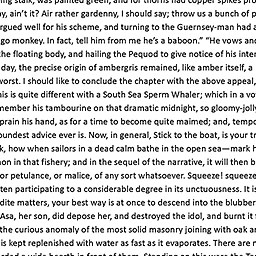 ing stalk, was painted green, and for thorns had copper spikes pro
y, ain't it? Air rather gardenny, I should say; throw us a bunch of p
rgued well for his scheme, and turning to the Guernsey-man had a
go monkey. In fact, tell him from me he's a baboon." "He vows and
the floating body, and hailing the Pequod to give notice of his inten
day, the precise origin of ambergris remained, like amber itself, a
worst. I should like to conclude the chapter with the above appeal,
his is quite different with a South Sea Sperm Whaler; which in a vo
member his tambourine on that dramatic midnight, so gloomy-jolly
prain his hand, as for a time to become quite maimed; and, tempo
oundest advice ever is. Now, in general, Stick to the boat, is your tr
k, how when sailors in a dead calm bathe in the open sea—mark h
non in that fishery; and in the sequel of the narrative, it will then b
or petulance, or malice, of any sort whatsoever. Squeeze! squeeze
ten participating to a considerable degree in its unctuousness. It is
dite matters, your best way is at once to descend into the blubber
Asa, her son, did depose her, and destroyed the idol, and burnt it f
the curious anomaly of the most solid masonry joining with oak an
is kept replenished with water as fast as it evaporates. There are n